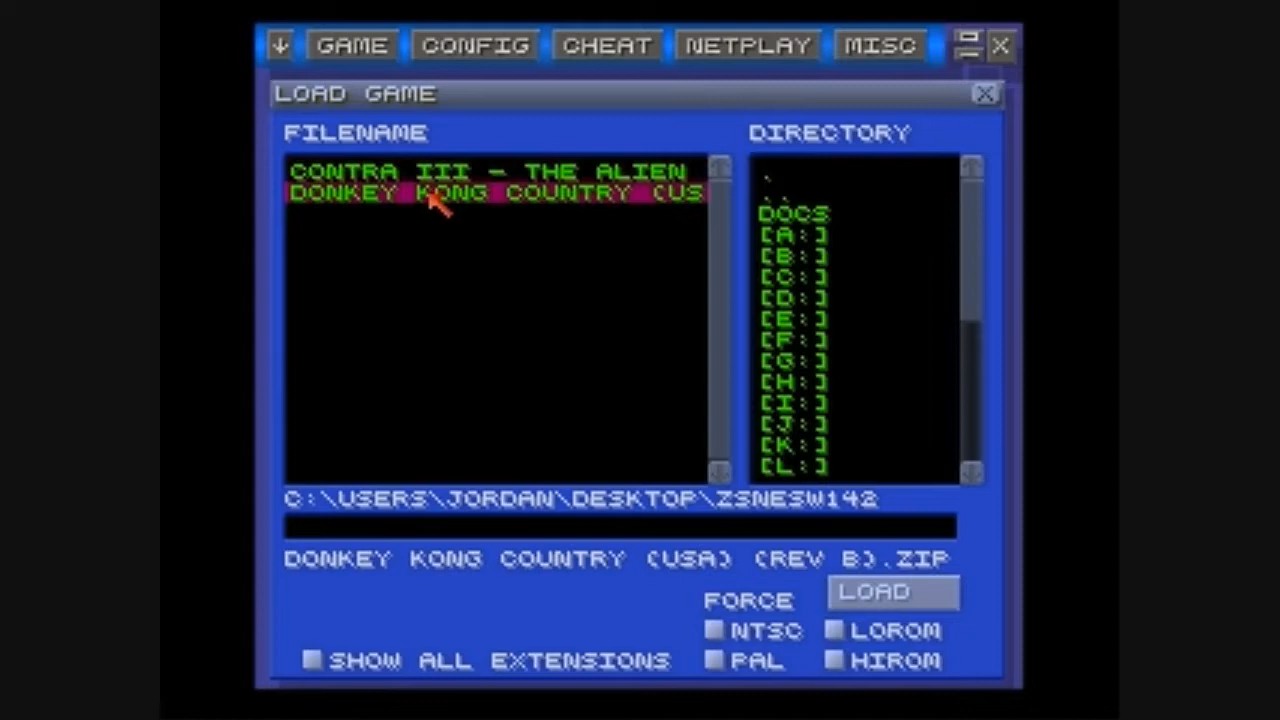 GAME CONFIG CHEAT NETPLAY MISC
LOAD GAME
FILENAME
DIRECTORY
CONTRA III - THE ALIEN
DONKEY KONG COUNTRY (US
.
..
DOCS
[A:]
[B:]
[C:]
[D:]
[E:]
[F:]
[G:]
[H:]
[I:]
[J:]
[K:]
[L:]
C:\USERS\JORDAN\DESKTOP\ZSNESW142
DONKEY KONG COUNTRY (USA) (REV B).ZIP
FORCE
LOAD
NTSC
LOROM
SHOW ALL EXTENSIONS
PAL
HIROM